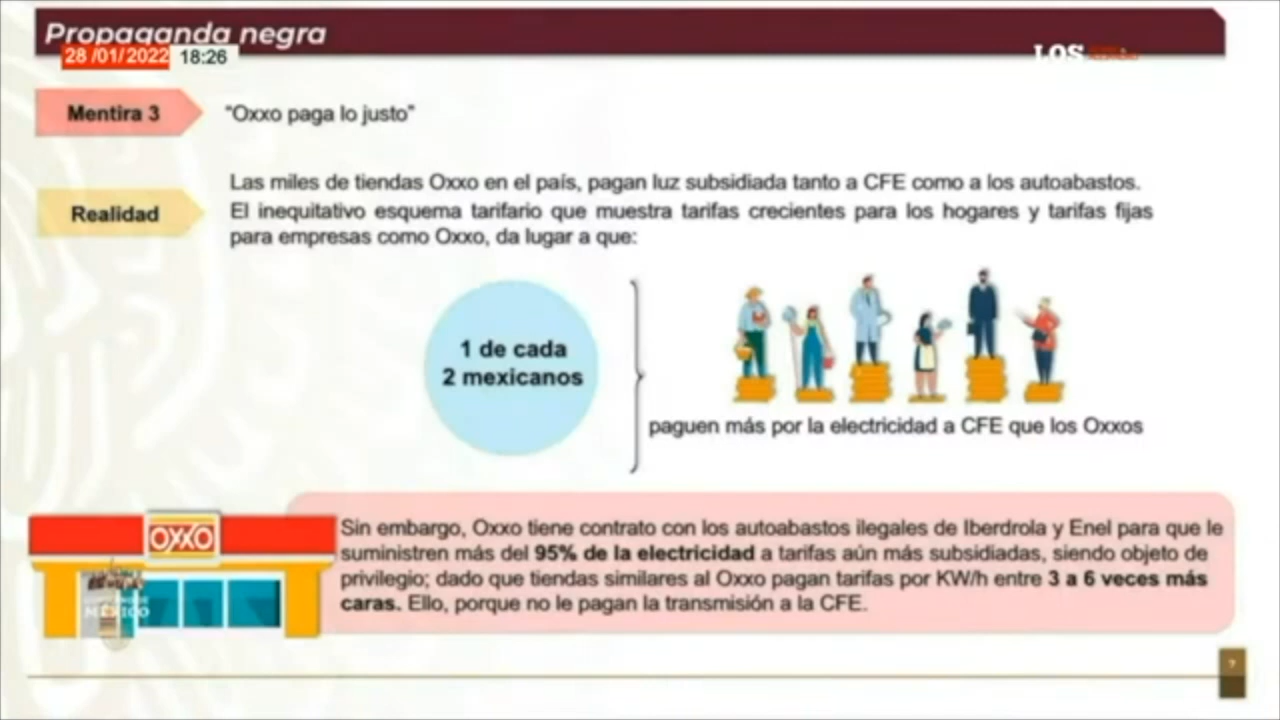 Propaganda negra
28 /01/2022 18:26
LOS
Mentira 3
"Oxxo paga lo justo"
Realidad
Las miles de tiendas Oxxo en el país, pagan luz subsidiada tanto a CFE como a los autoabastos.
El inequitativo esquema tarifario que muestra tarifas crecientes para los hogares y tarifas fijas
para empresas como Oxxo, da lugar a que:
1 de cada
2 mexicanos
paguen más por la electricidad a CFE que los Oxxos
OXXO
Sin embargo, Oxxo tiene contrato con los autoabastos ilegales de Iberdrola y Enel para que le
suministren más del 95% de la electricidad a tarifas aún más subsidiadas, siendo objeto de
privilegio; dado que tiendas similares al Oxxo pagan tarifas por KW/h entre 3 a 6 veces más
caras. Ello, porque no le pagan la transmisión a la CFE.
MÉXICO
7